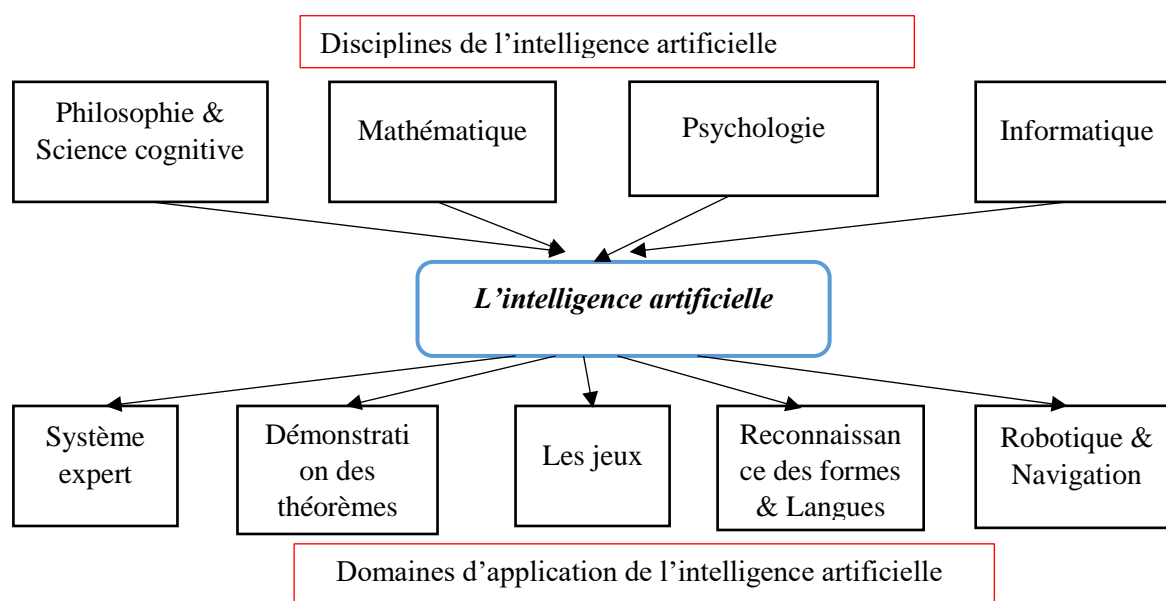 Disciplines de l’intelligence artificielle
Philosophie &
Science cognitive
Mathématique
Psychologie
Informatique
L’intelligence artificielle
Système
expert
Démonstrati
on des
théorèmes
Les jeux
Reconnaissan
ce des formes
& Langues
Robotique &
Navigation
Domaines d’application de l’intelligence artificielle